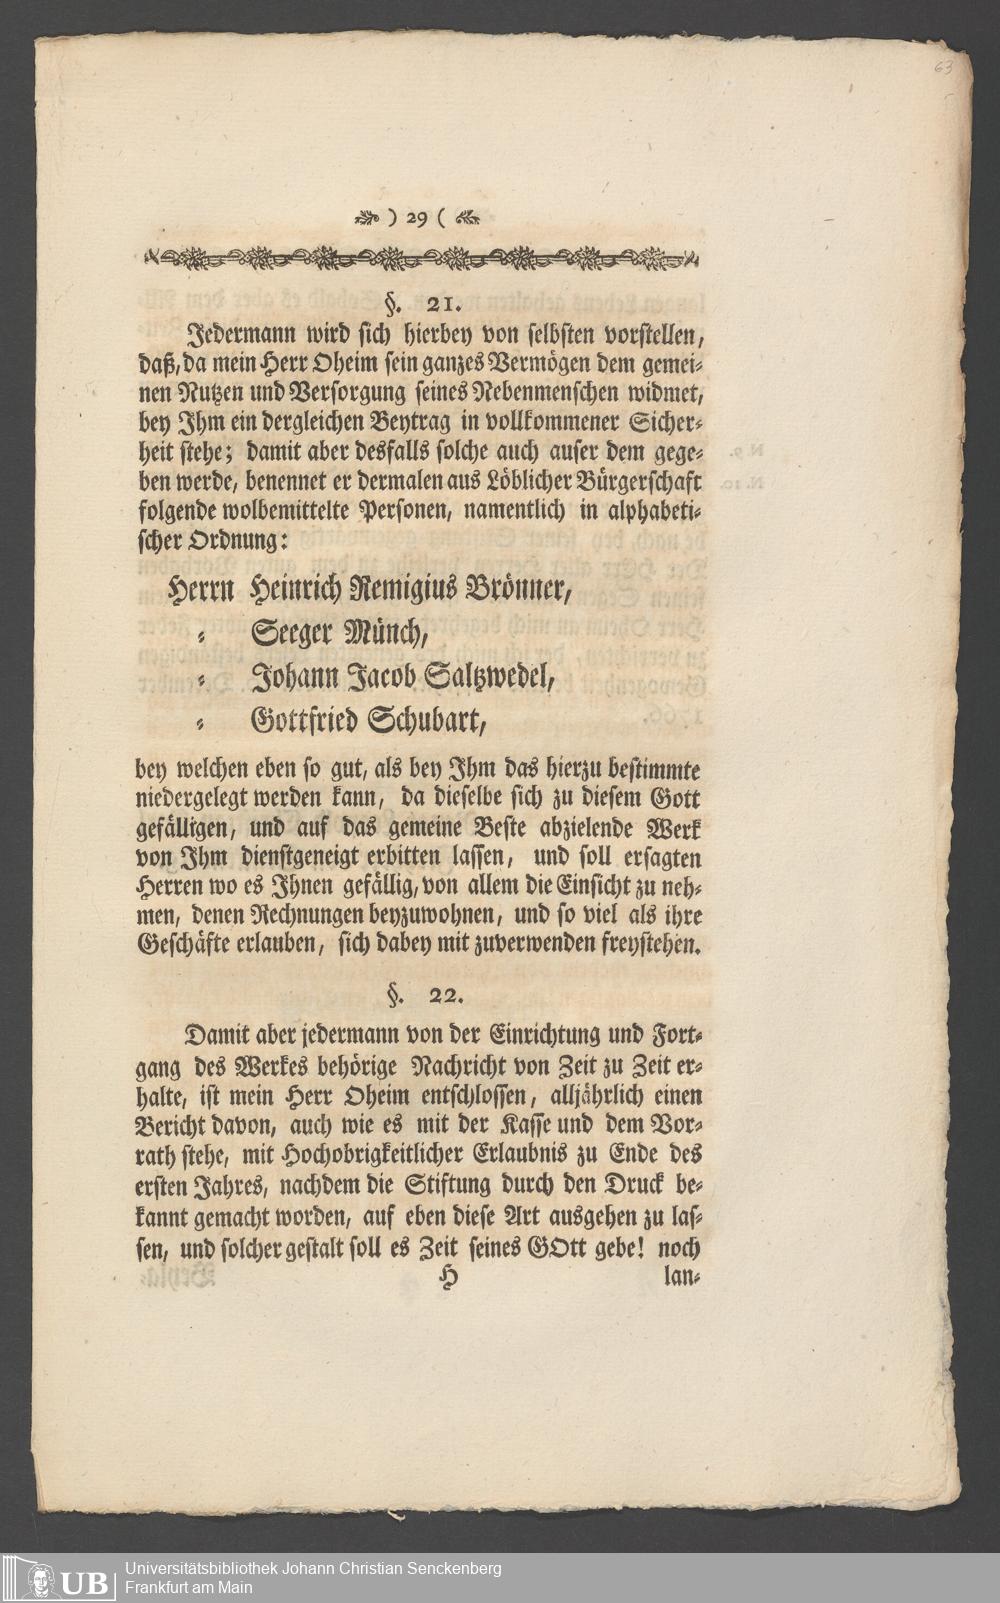 63
) 29 (
§. 21.
Jedermann wird sich hierbey von selbsten vorstellen,
daß, da mein Herr Oheim sein ganzes Vermögen dem gemei-
nen Nutzen und Versorgung seines Nebenmenschen widmet,
bey Ihm ein dergleichen Beytrag in vollkommener Sicher-
heit stehe; damit aber desfalls solche auch auser dem gege-
ben werde, benennet er dermalen aus Löblicher Bürgerschaft
folgende wolbemittelte Personen, namentlich in alphabeti-
scher Ordnung:
Herrn Heinrich Remigius Brönner,
- Seeger Münch,
- Johann Jacob Saltzwedel,
- Gottfried Schubart,
bey welchen eben so gut, als bey Ihm das hierzu bestimmte
niedergelegt werden kann, da dieselbe sich zu diesem Gott
gefälligen, und auf das gemeine Beste abzielende Werk
von Ihm dienstgeneigt erbitten lassen, und soll ersagten
Herren wo es Ihnen gefällig, von allem die Einsicht zu neh-
men, denen Rechnungen beyzuwohnen, und so viel als ihre
Geschäfte erlauben, sich dabey mit zuverwenden freystehen.
§. 22.
Damit aber jedermann von der Einrichtung und Fort-
gang des Werkes behörige Nachricht von Zeit zu Zeit er-
halte, ist mein Herr Oheim entschlossen, alljährlich einen
Bericht davon, auch wie es mit der Kasse und dem Vor-
rath stehe, mit Hochobrigkeitlicher Erlaubnis zu Ende des
ersten Jahres, nachdem die Stiftung durch den Druck be-
kannt gemacht worden, auf eben diese Art ausgehen zu las-
sen, und solcher gestalt soll es Zeit seines GOtt gebe! noch
H lan-
UB Universitätsbibliothek Johann Christian Senckenberg
Frankfurt am Main